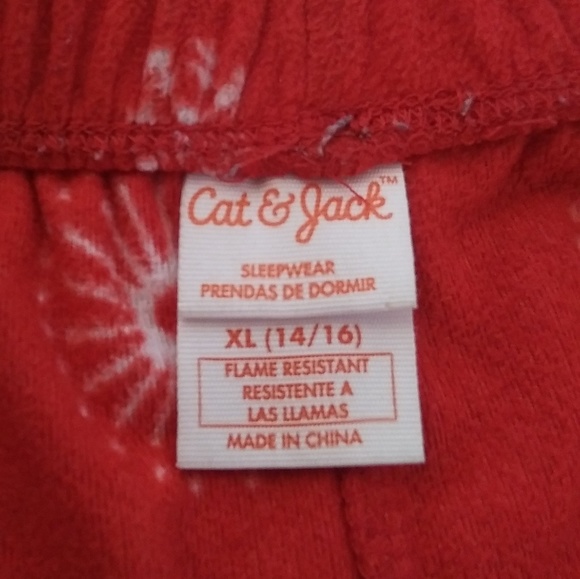 Cat & Jack™
SLEEPWEAR
PRENDAS DE DORMIR
XL (14/16)
FLAME RESISTANT
RESISTENTE A
LAS LLAMAS
MADE IN CHINA